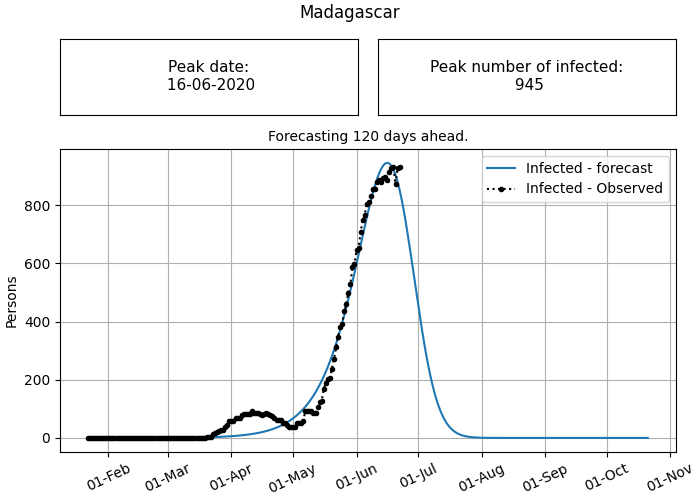 Madagascar
Peak date:
16-06-2020
Peak number of infected:
945
Forecasting 120 days ahead.
Infected - forecast
Infected - Observed
Persons
800
600
400
200
0
01-Feb
01-Mar
01-Apr
01-May
01-Jun
01-Jul
01-Aug
01-Sep
01-Oct
01-Nov